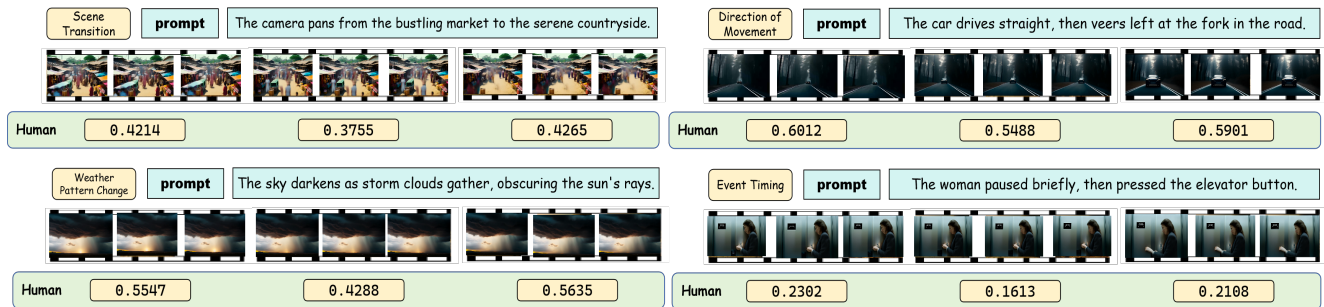 Scene
Transition
prompt
The camera pans from the bustling market to the serene countryside.
Human
0.4214
0.3755
0.4265
Direction of
Movement
prompt
The car drives straight, then veers left at the fork in the road.
Human
0.6012
0.5488
0.5901
Weather
Pattern Change
prompt
The sky darkens as storm clouds gather, obscuring the sun's rays.
Human
0.5547
0.4288
0.5635
Event Timing
prompt
The woman paused briefly, then pressed the elevator button.
Human
0.2302
0.1613
0.2108